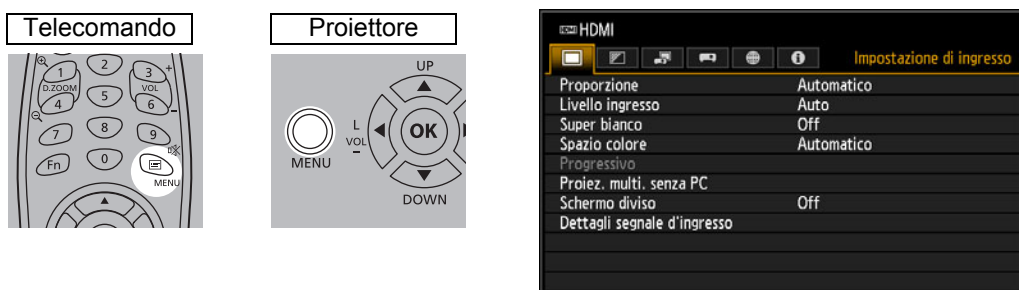 Telecomando
1 2 3 +
D.ZOOM VOL
4 5 6 -
7 8 9
Fn 0
MENU
Proiettore
UP
L
VOL
-
OK
MENU
DOWN
HDMI HDMI
Impostazione di ingresso
Proporzione Automatico
Livello ingresso Auto
Super bianco Off
Spazio colore Automatico
Progressivo
Proiez. multi. senza PC
Schermo diviso Off
Dettagli segnale d'ingresso